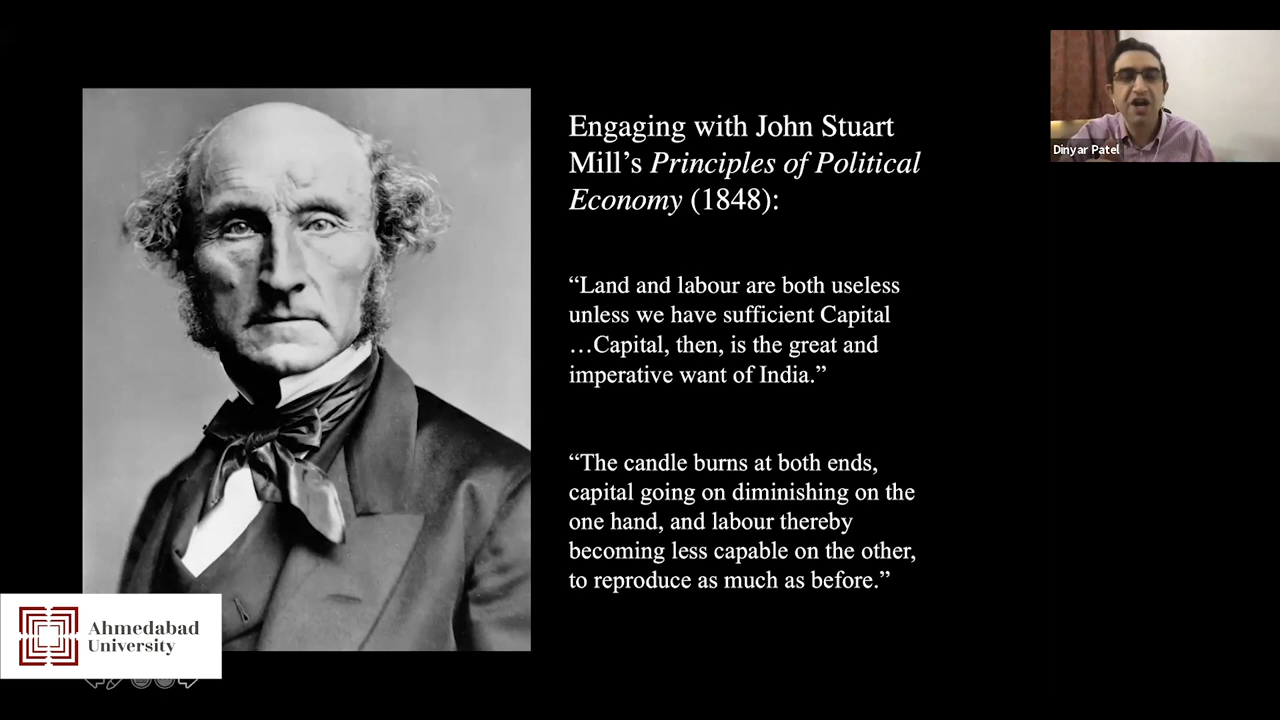 Engaging with John Stuart
Mill’s Principles of Political
Economy (1848):
“Land and labour are both useless
unless we have sufficient Capital
…Capital, then, is the great and
imperative want of India.”
“The candle burns at both ends,
capital going on diminishing on the
one hand, and labour thereby
becoming less capable on the other,
to reproduce as much as before.”
Dinyar Patel
Ahmedabad
University